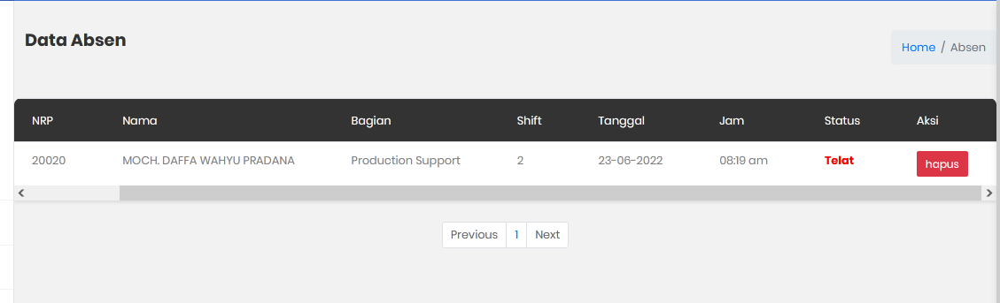 Data Absen
Home / Absen
NRP Nama Bagian Shift Tanggal Jam Status Aksi
20020 MOCH. DAFFA WAHYU PRADANA Production Support 2 23-06-2022 08:19 am Telat hapus
Previous 1 Next